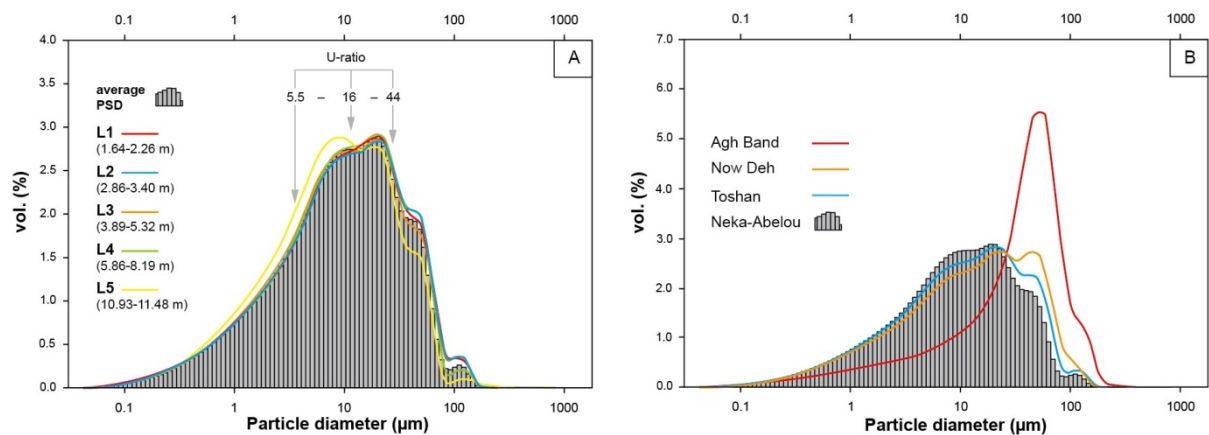 0.1 1 10 100 1000
4.0
3.5
3.0
2.5
2.0
1.5
1.0
0.5
0.0
vol. (%)
A
U-ratio
5.5 – 16 – 44
average
PSD
L1
(1.64-2.26 m)
L2
(2.86-3.40 m)
L3
(3.89-5.32 m)
L4
(5.86-8.19 m)
L5
(10.93-11.48 m)
0.1 1 10 100 1000
Particle diameter (µm)
0.1 1 10 100 1000
7.0
6.0
5.0
4.0
3.0
2.0
1.0
0.0
vol. (%)
B
Agh Band
Now Deh
Toshan
Neka-Abelou
0.1 1 10 100 1000
Particle diameter (µm)